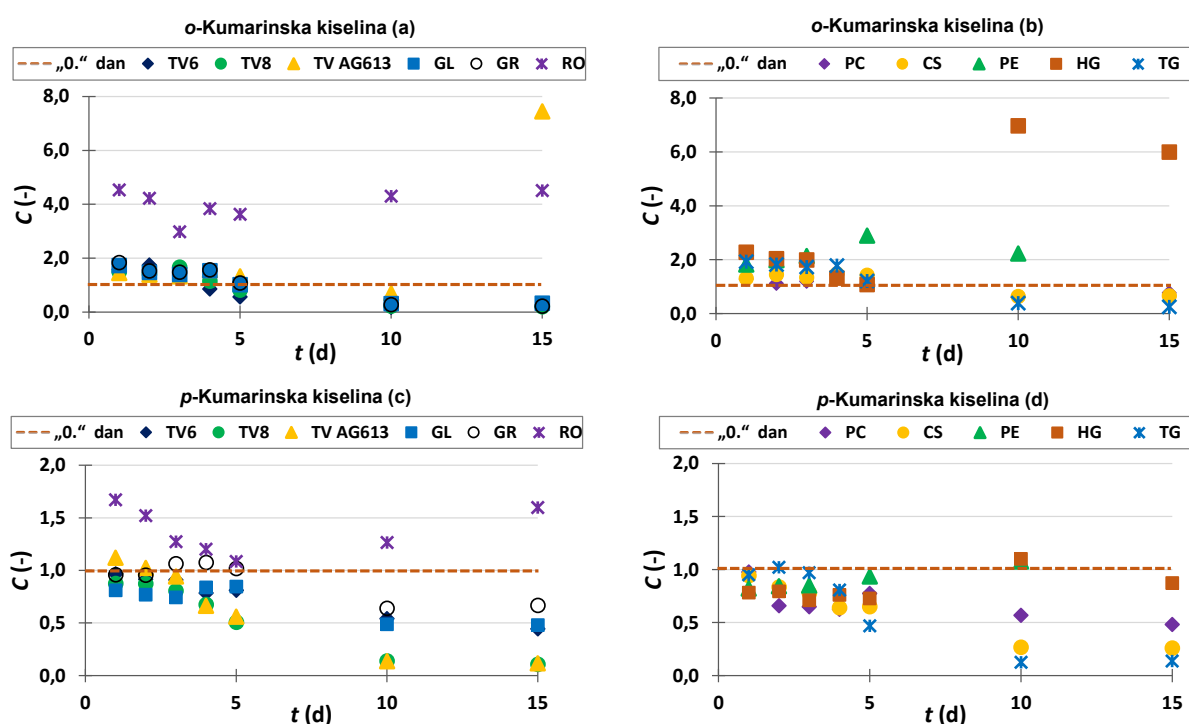 o-Kumarinska kiselina (a)
„0.“ dan TV6 TV8 TV AG613 GL GR RO
8,0
6,0
4,0
2,0
0,0
C (-)
0 5 10 15
t (d)
o-Kumarinska kiselina (b)
„0.“ dan PC CS PE HG TG
8,0
6,0
4,0
2,0
0,0
C (-)
0 5 10 15
t (d)
p-Kumarinska kiselina (c)
„0.“ dan TV6 TV8 TV AG613 GL GR RO
2,0
1,5
1,0
0,5
0,0
C (-)
0 5 10 15
t (d)
p-Kumarinska kiselina (d)
„0.“ dan PC CS PE HG TG
2,0
1,5
1,0
0,5
0,0
C (-)
0 5 10 15
t (d)